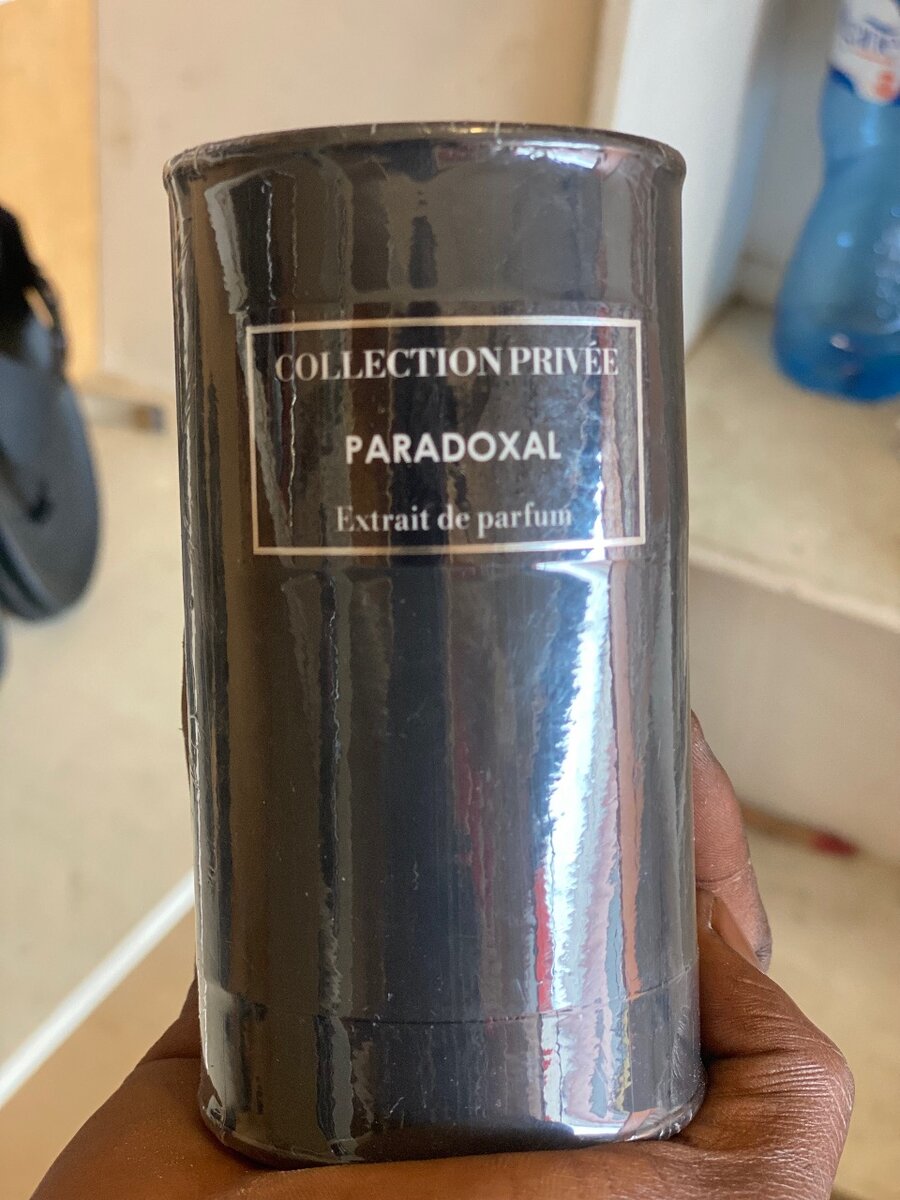 COLLECTION PRIVÉE
PARADOXAL
Extrait de parfum